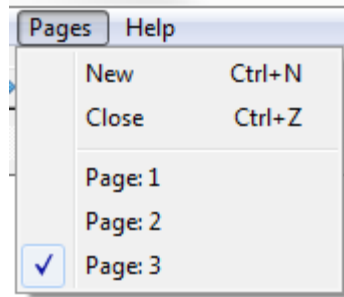 Pages Help
New Ctrl+N
Close Ctrl+Z
Page: 1
Page: 2
Page: 3